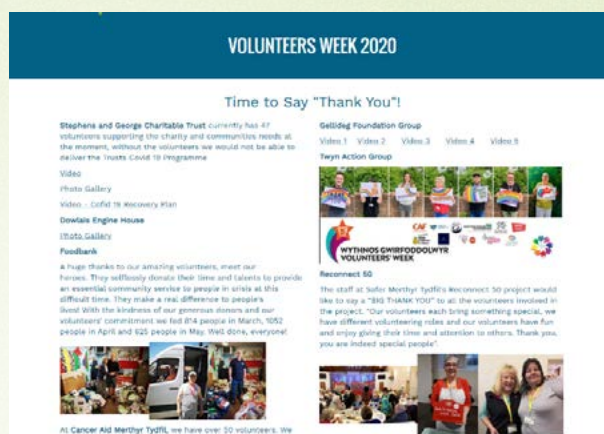 VOLUNTEERS WEEK 2020
Time to Say "Thank You"!
Stephens and George Charitable Trust currently has 47
volunteers supporting the charity and communities needs at
the moment, without the volunteers we would not be able to
deliver the Trusts Covid 19 Programme
Video
Photo Gallery
Video - Cofid 19 Recovery Plan
Dowlais Engine House
Photo Gallery
Foodbank
A huge thanks to our amazing volunteers, meet our
heroes. They selflessly donate their time and talents to provide
an essential community service to people in crisis at this
difficult time. They make a real difference to people's
lives! With the kindness of our generous donors and our
volunteers' commitment we fed 814 people in March, 1052
people in April and 625 people in May. Well done, everyone!
At Cancer Aid Merthyr Tydfil, we have over 50 volunteers. We
Gellideg Foundation Group
Video 1 Video 2 Video 3 Video 4 Video 5
Twyn Action Group
CAF
WYTHNOS GWIRFODDOLWYR
VOLUNTEERS' WEEK
Reconnect 50
The staff at Safer Merthyr Tydfil's Reconnect 50 project would
like to say a "BIG THANK YOU" to all the volunteers involved in
the project. "Our volunteers each bring something special, we
have different volunteering roles and our volunteers have fun
and enjoy giving their time and attention to others. Thank you,
you are indeed special people".